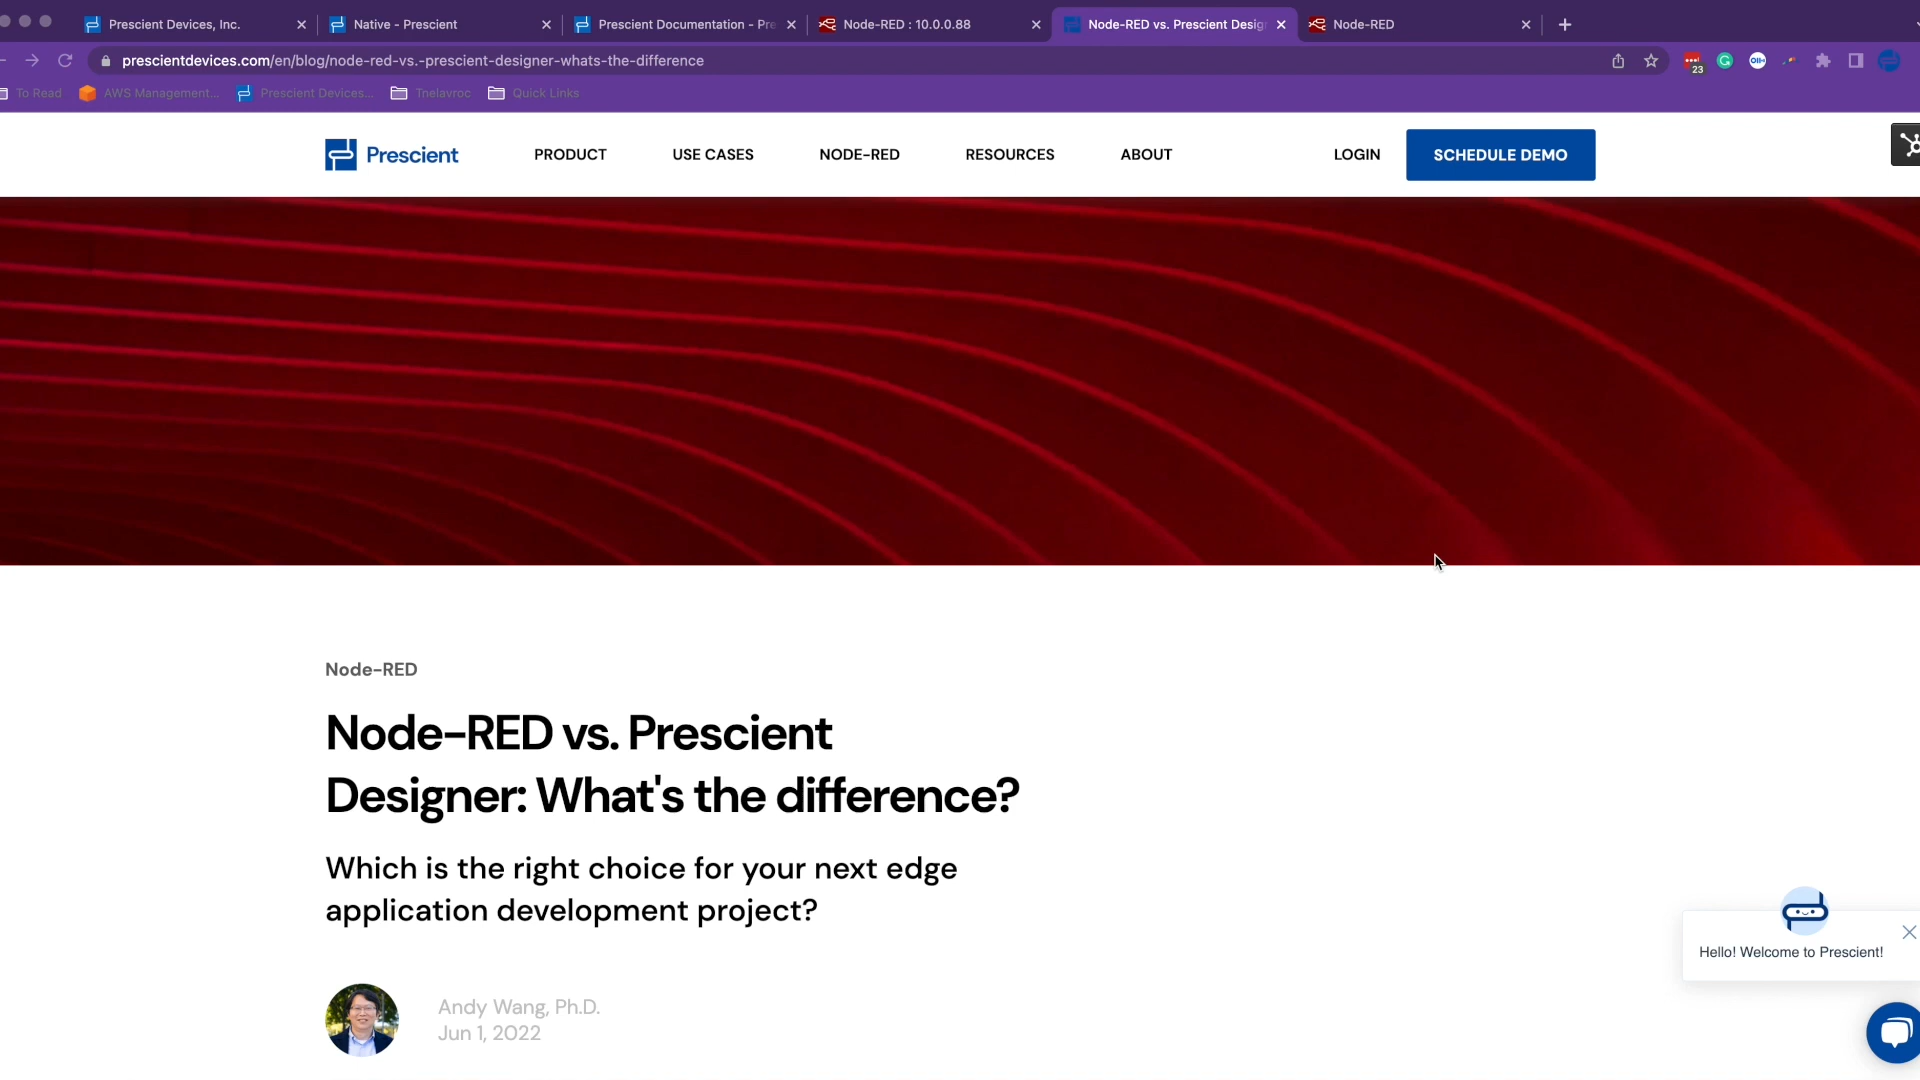 Prescient Devices, Inc.
Native - Prescient
Prescient Documentation - Pre
Node-RED : 10.0.0.88
Node-RED vs. Prescient Design
Node-RED
prescientdevices.com/en/blog/node-red-vs.-prescient-designer-whats-the-difference
23
To Read
AWS Management...
Prescient Devices...
Tnelavroc
Quick Links
Prescient
PRODUCT
USE CASES
NODE-RED
RESOURCES
ABOUT
LOGIN
SCHEDULE DEMO
Node-RED
Node-RED vs. Prescient
Designer: What's the difference?
Which is the right choice for your next edge
application development project?
Andy Wang, Ph.D.
Jun 1, 2022
Hello! Welcome to Prescient!